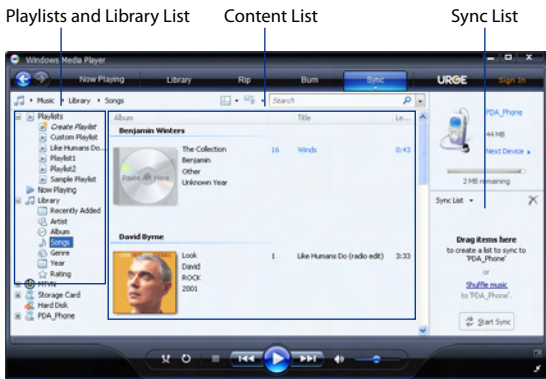 Playlists and Library List
Content List
Sync List
Windows Media Player
Now Playing
Library
Rip
Burn
Sync
URGE
Sign In
Music
Library
Songs
Search
Playlists
Create Playlist
Custom Playlist
Like Humans Do...
Playlist1
Playlist2
Sample Playlist
Now Playing
Library
Recently Added
Artist
Album
Songs
Genre
Year
Rating
MTVN
Storage Card
Hard Disk
PDA_Phone
Album
Title
Le...
Benjamin Winters
Paste Art Here
The Collection
Benjamin
Other
Unknown Year
16 Winds 0:43
David Byrne
Look
David
ROCK
2001
1 Like Humans Do (radio edit) 3:33
PDA_Phone
44 MB
Next Device
2 MB remaining
Sync List
Drag items here
to create a list to sync to
'PDA_Phone'
or
Shuffle music
to 'PDA_Phone'.
Start Sync